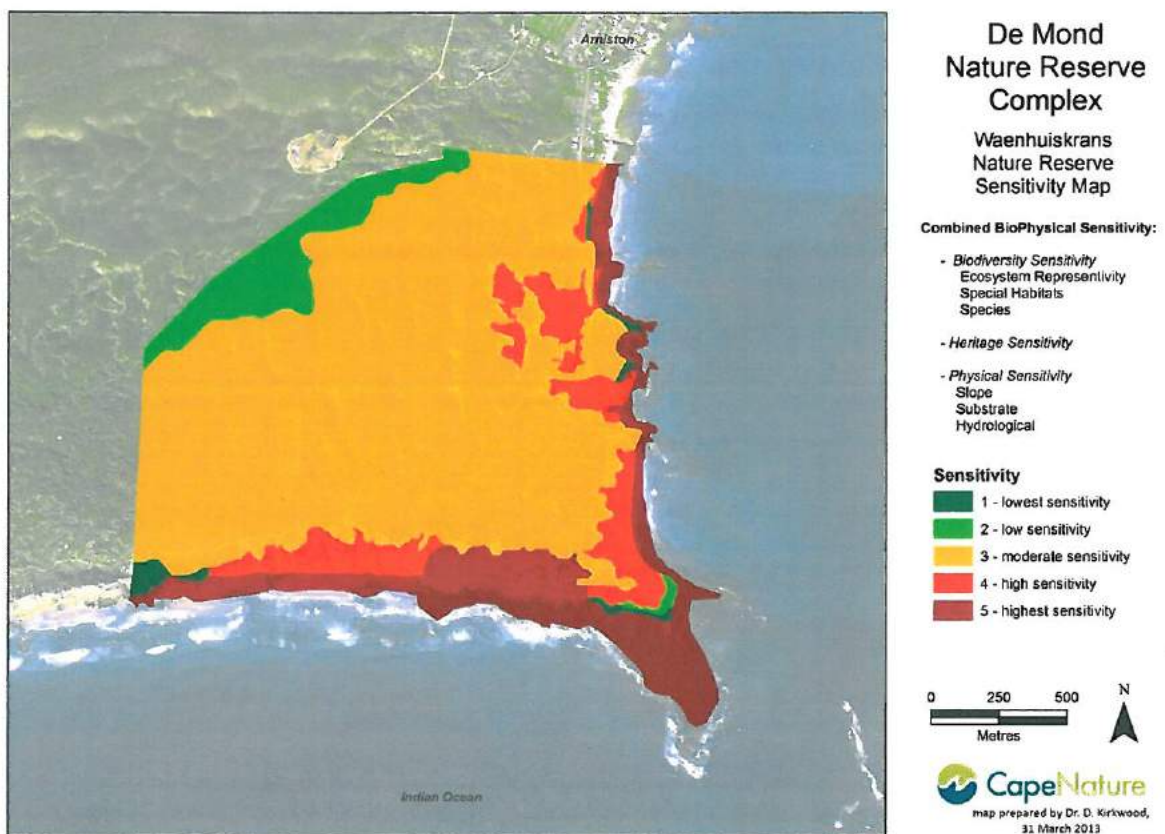 Arniston
Indian Ocean
De Mond
Nature Reserve
Complex
Waenhuiskrans
Nature Reserve
Sensitivity Map
Combined BioPhysical Sensitivity:
- Biodiversity Sensitivity
Ecosystem Representivity
Special Habitats
Species
- Heritage Sensitivity
- Physical Sensitivity
Slope
Substrate
Hydrological
Sensitivity
1 - lowest sensitivity
2 - low sensitivity
3 - moderate sensitivity
4 - high sensitivity
5 - highest sensitivity
0 250 500
Metres
N
CapeNature
map prepared by Dr. D. Kirkwood,
31 March 2013